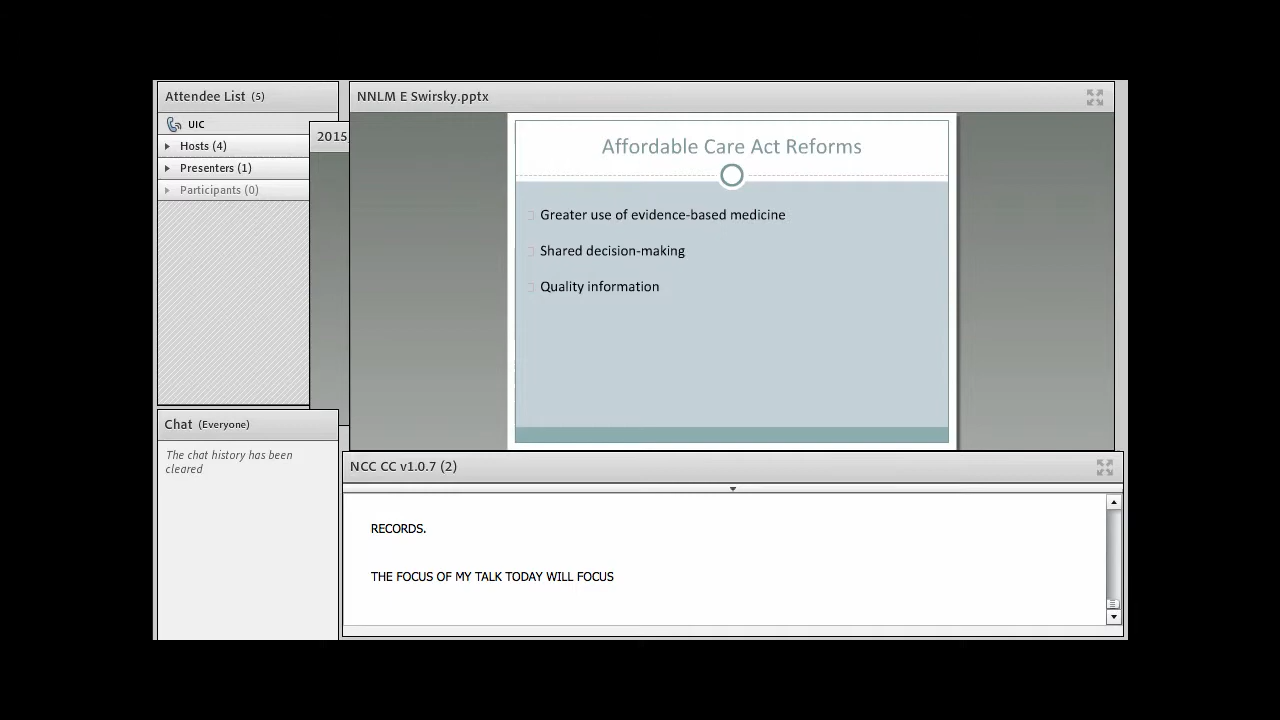 Attendee List (5)
UIC
Hosts (4)
Presenters (1)
Participants (0)
2015
Chat (Everyone)
The chat history has been
cleared
NNLM E Swirsky.pptx
Affordable Care Act Reforms
Greater use of evidence-based medicine
Shared decision-making
Quality information
NCC CC v1.0.7 (2)
RECORDS.
THE FOCUS OF MY TALK TODAY WILL FOCUS